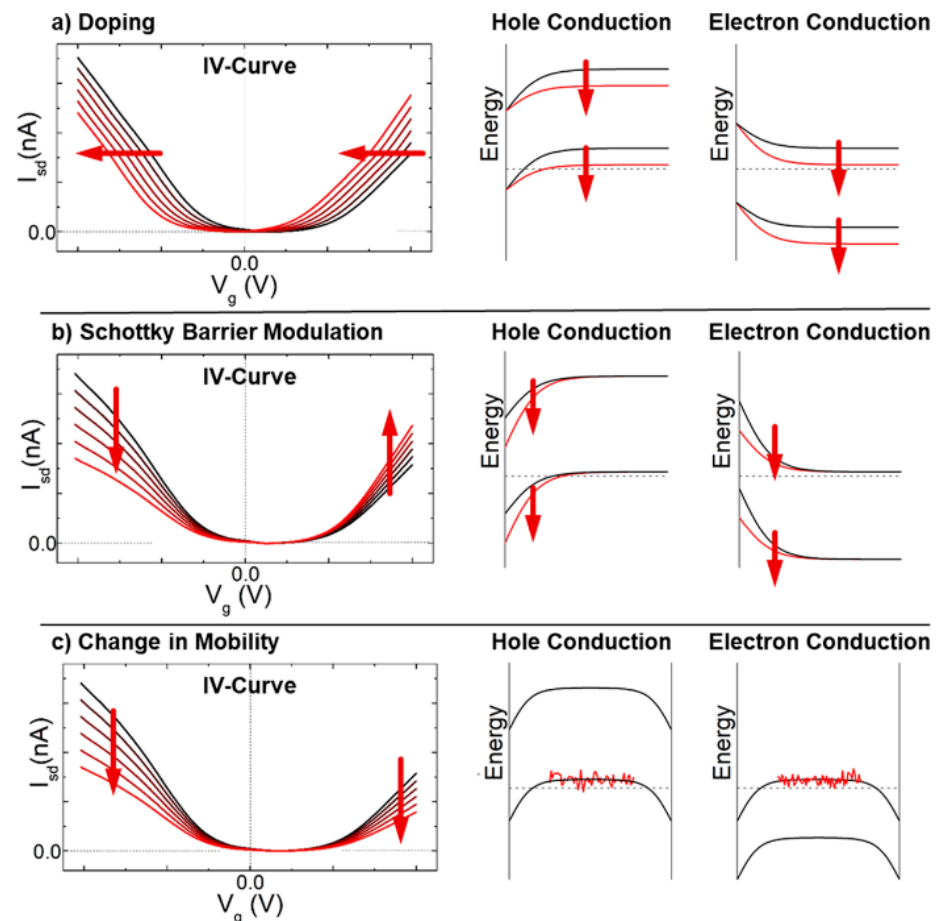 a) Doping
Hole Conduction
Electron Conduction
IV-Curve
I_sd(nA)
0.0
0.0
V_g (V)
Energy
Energy
b) Schottky Barrier Modulation
Hole Conduction
Electron Conduction
IV-Curve
I_sd(nA)
0.0
0.0
V_g (V)
Energy
Energy
c) Change in Mobility
Hole Conduction
Electron Conduction
IV-Curve
I_sd(nA)
0.0
0.0
V_g (V)
Energy
Energy